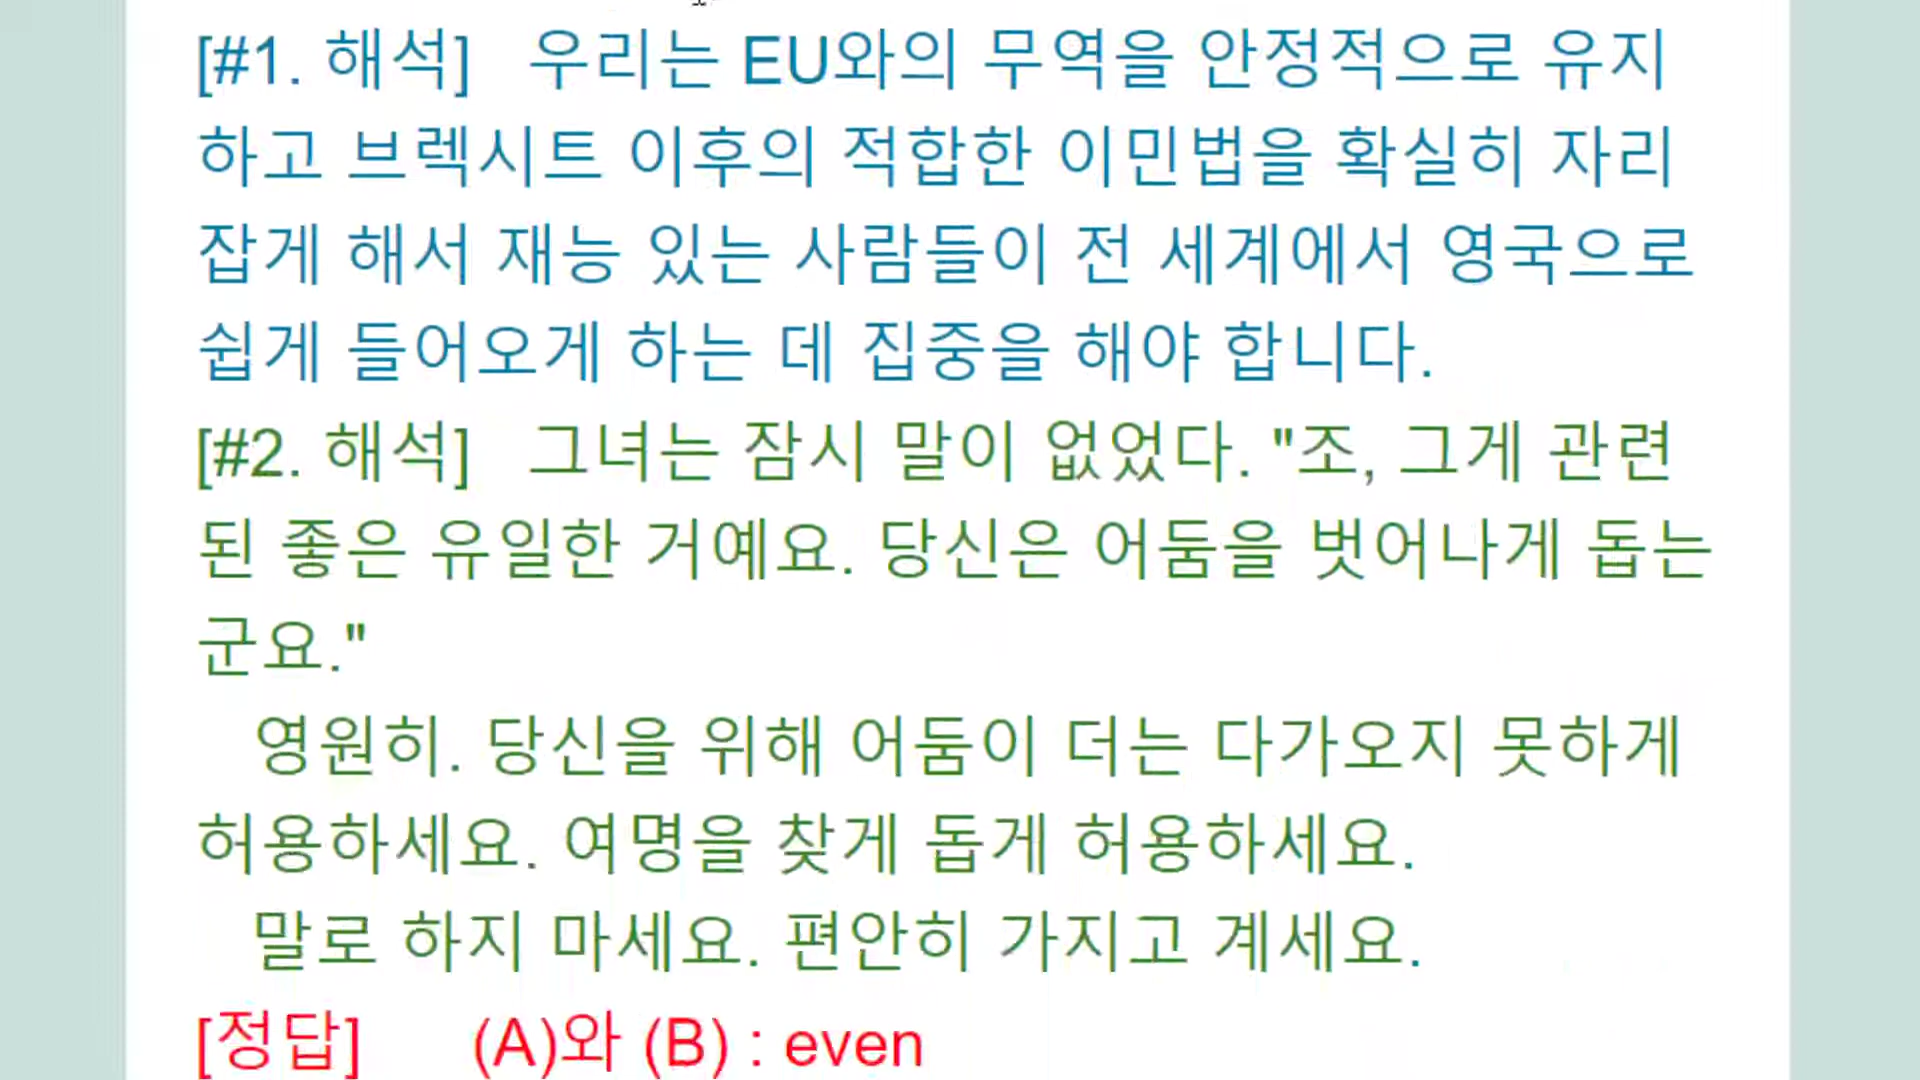 [#1. 해석] 우리는 EU와의 무역을 안정적으로 유지
하고 브렉시트 이후의 적합한 이민법을 확실히 자리
잡게 해서 재능 있는 사람들이 전 세계에서 영국으로
쉽게 들어오게 하는 데 집중을 해야 합니다.
[#2. 해석] 그녀는 잠시 말이 없었다. "조, 그게 관련
된 좋은 유일한 거예요. 당신은 어둠을 벗어나게 돕는
군요."
영원히. 당신을 위해 어둠이 더는 다가오지 못하게
허용하세요. 여명을 찾게 돕게 허용하세요.
말로 하지 마세요. 편안히 가지고 계세요.
[정답] (A)와 (B) : even